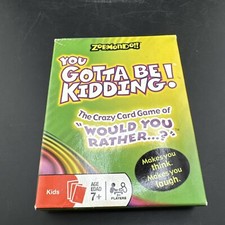 ZOBMONDO!!
YOU
GOTTA BE
KIDDING!
The Crazy Card Game of
"WOULD YOU
RATHER...?"
Makes you
think.
Makes you
laugh.
Kids
AGE
EDAD
7+
PLAYERS